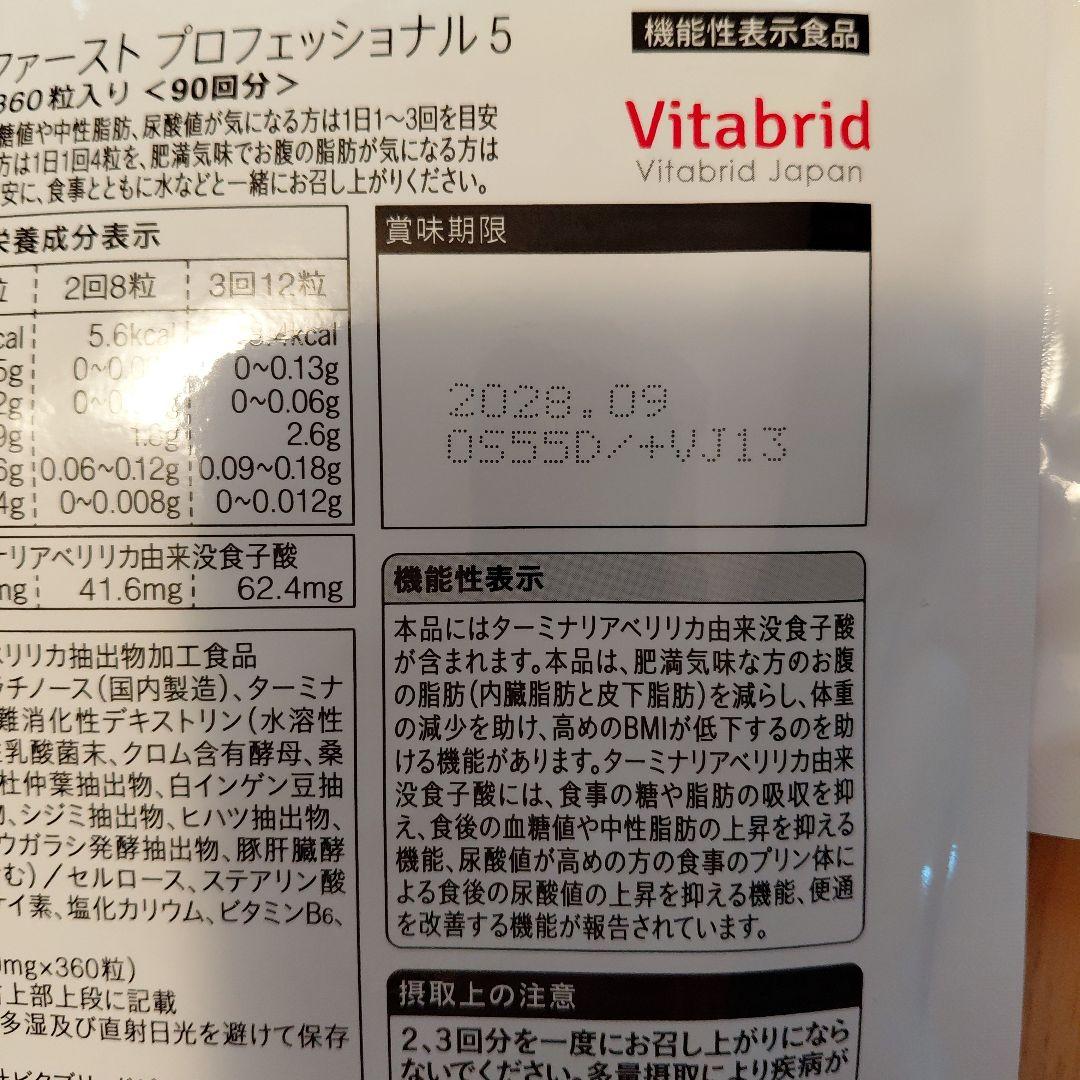 ファースト プロフェッショナル 5
360粒入り <90回分>
糖値や中性脂肪、尿酸値が気になる方は1日1～3回を目安
方は1日1回4粒を、肥満気味でお腹の脂肪が気になる方は
安に、食事とともに水などと一緒にお召し上がりください。
機能性表示食品
Vitabrid
Vitabrid Japan
栄養成分表示
粒 2回8粒 3回12粒
cal 5.6kcal 8.4kcal
5g 0~0.13g
2g 0~0.06g
9g 2.6g
6g 0.06~0.12g 0.09~0.18g
4g 0~0.008g 0~0.012g
ナリアベリリカ由来没食子酸
mg 41.6mg 62.4mg
ベリリカ抽出物加工食品
ラチノース(国内製造)、ターミナ
難消化性デキストリン(水溶性
乳酸菌末、クロム含有酵母、桑
杜仲葉抽出物、白インゲン豆抽
、シジミ抽出物、ヒハツ抽出物、
ウガラシ発酵抽出物、豚肝臓酵
む)/セルロース、ステアリン酸
ケイ素、塩化カリウム、ビタミンB6、
mg×360粒)
上部上段に記載
多湿及び直射日光を避けて保存
賞味期限
2028.09
OS55D/+VJ13
機能性表示
本品にはターミナリアベリリカ由来没食子酸
が含まれます。本品は、肥満気味な方のお腹
の脂肪(内臓脂肪と皮下脂肪)を減らし、体重
の減少を助け、高めのBMIが低下するのを助
ける機能があります。ターミナリアベリリカ由来
没食子酸には、食事の糖や脂肪の吸収を抑
え、食後の血糖値や中性脂肪の上昇を抑える
機能、尿酸値が高めの方の食事のプリン体に
よる食後の尿酸値の上昇を抑える機能、便通
を改善する機能が報告されています。
摂取上の注意
2、3回分を一度にお召し上がりになら
ないでください。多量摂取により疾病が